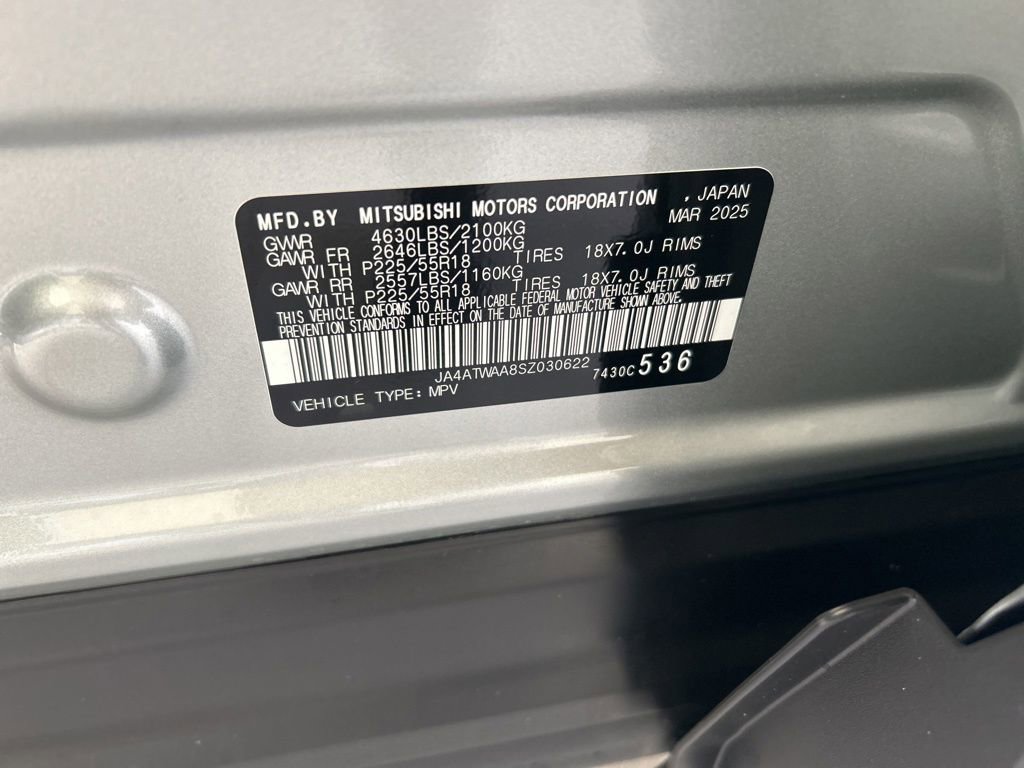 MFD.BY MITSUBISHI MOTORS CORPORATION , JAPAN
MAR 2025
GVWR 4630LBS/2100KG
GAWR FR 2646LBS/1200KG
WITH P225/55R18 TIRES 18X7.0J RIMS
GAWR RR 2557LBS/1160KG
WITH P225/55R18 TIRES 18X7.0J RIMS
THIS VEHICLE CONFORMS TO ALL APPLICABLE FEDERAL MOTOR VEHICLE SAFETY AND THEFT
PREVENTION STANDARDS IN EFFECT ON THE DATE OF MANUFACTURE SHOWN ABOVE.
JA4ATWAA8SZ030622 7430C 536
VEHICLE TYPE: MPV